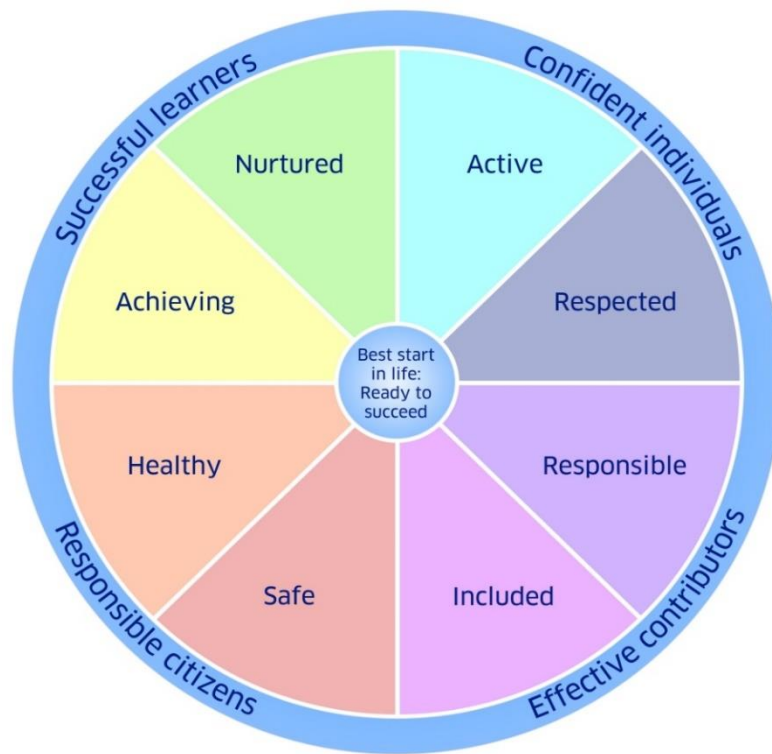 Successful learners
Confident individuals
Nurtured
Active
Achieving
Respected
Best start
in life:
Ready to
succeed
Healthy
Responsible
Safe
Included
Responsible citizens
Effective contributors